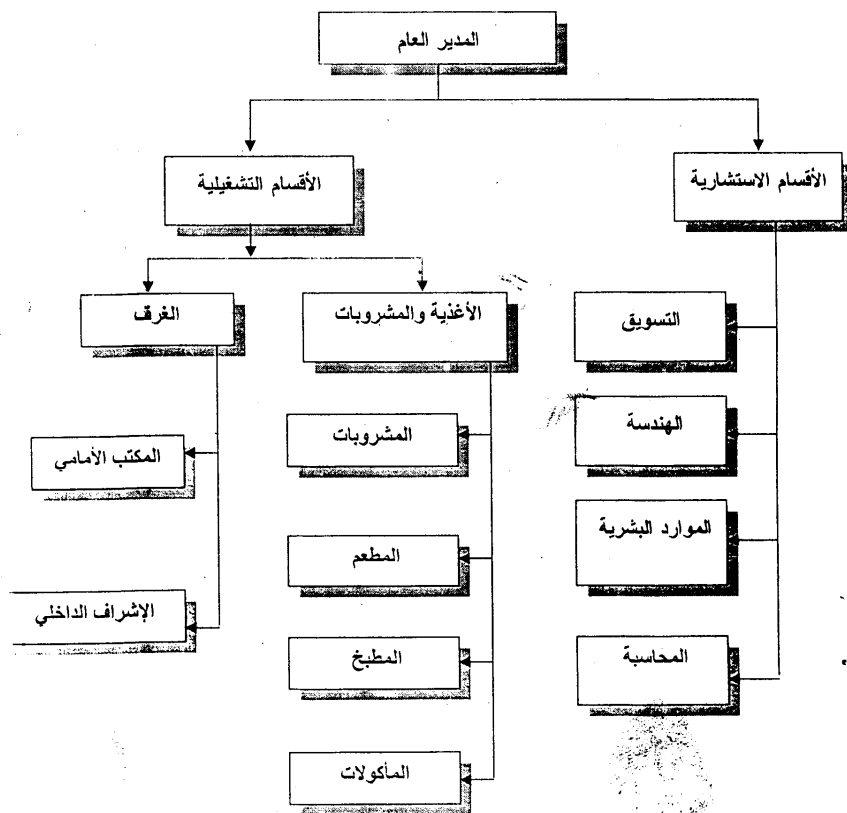 المدير العام
الأقسام الاستشارية
الأقسام التشغيلية
التسويق
الهندسة
الموارد البشرية
المحاسبة
الأغذية والمشروبات
المشروبات
المطعم
المطبخ
المأكولات
الغرف
المكتب الأمامي
الإشراف الداخلي